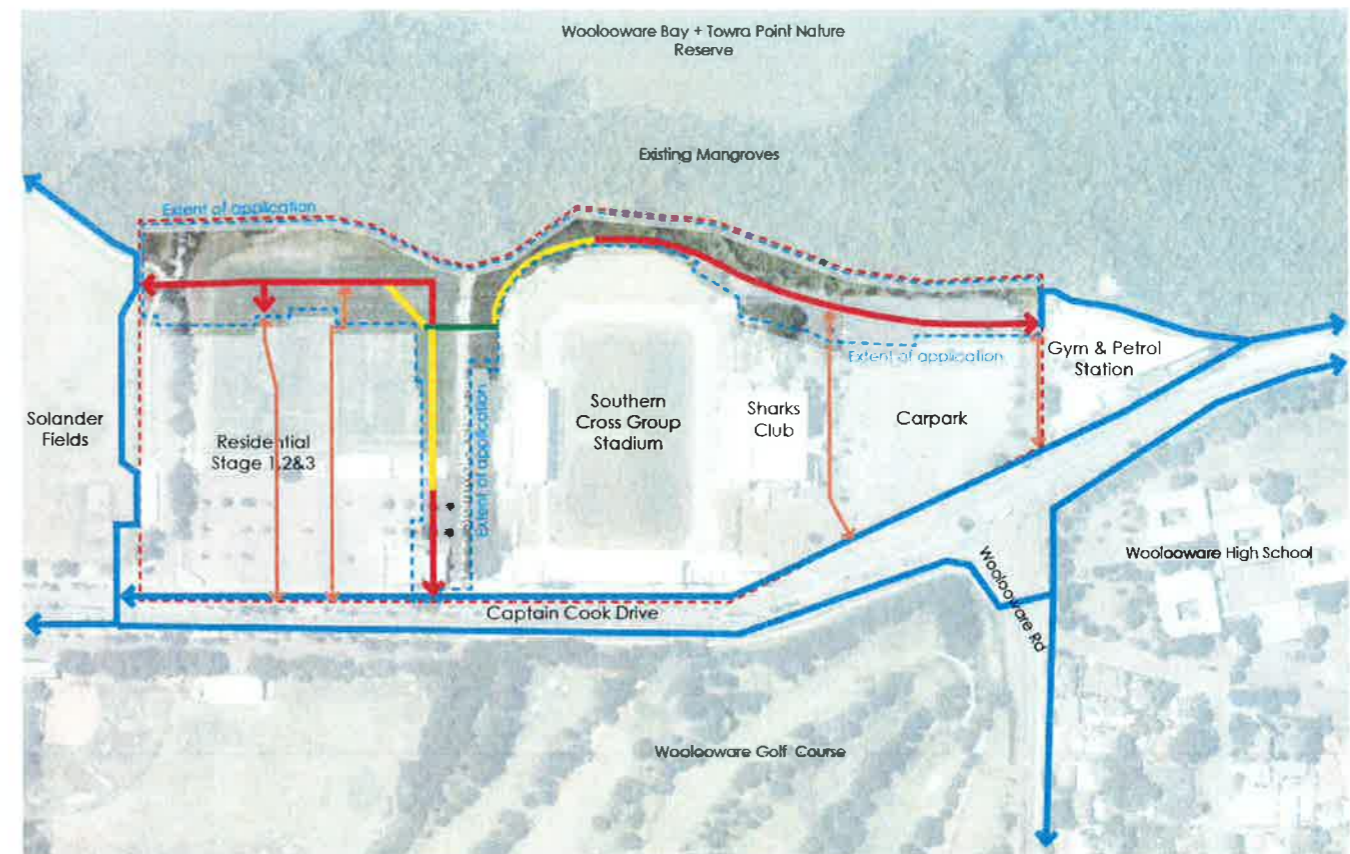 Woolooware Bay + Towra Point Nature
Reserve
Existing Mangroves
Extent of application
Extent of application
Gym & Petrol
Station
Solander
Fields
Residential
Stage 1,2&3
Extent of application
Southern
Cross Group
Stadium
Sharks
Club
Carpark
Woolooware High School
Woolooware Rd
Captain Cook Drive
Woolooware Golf Course